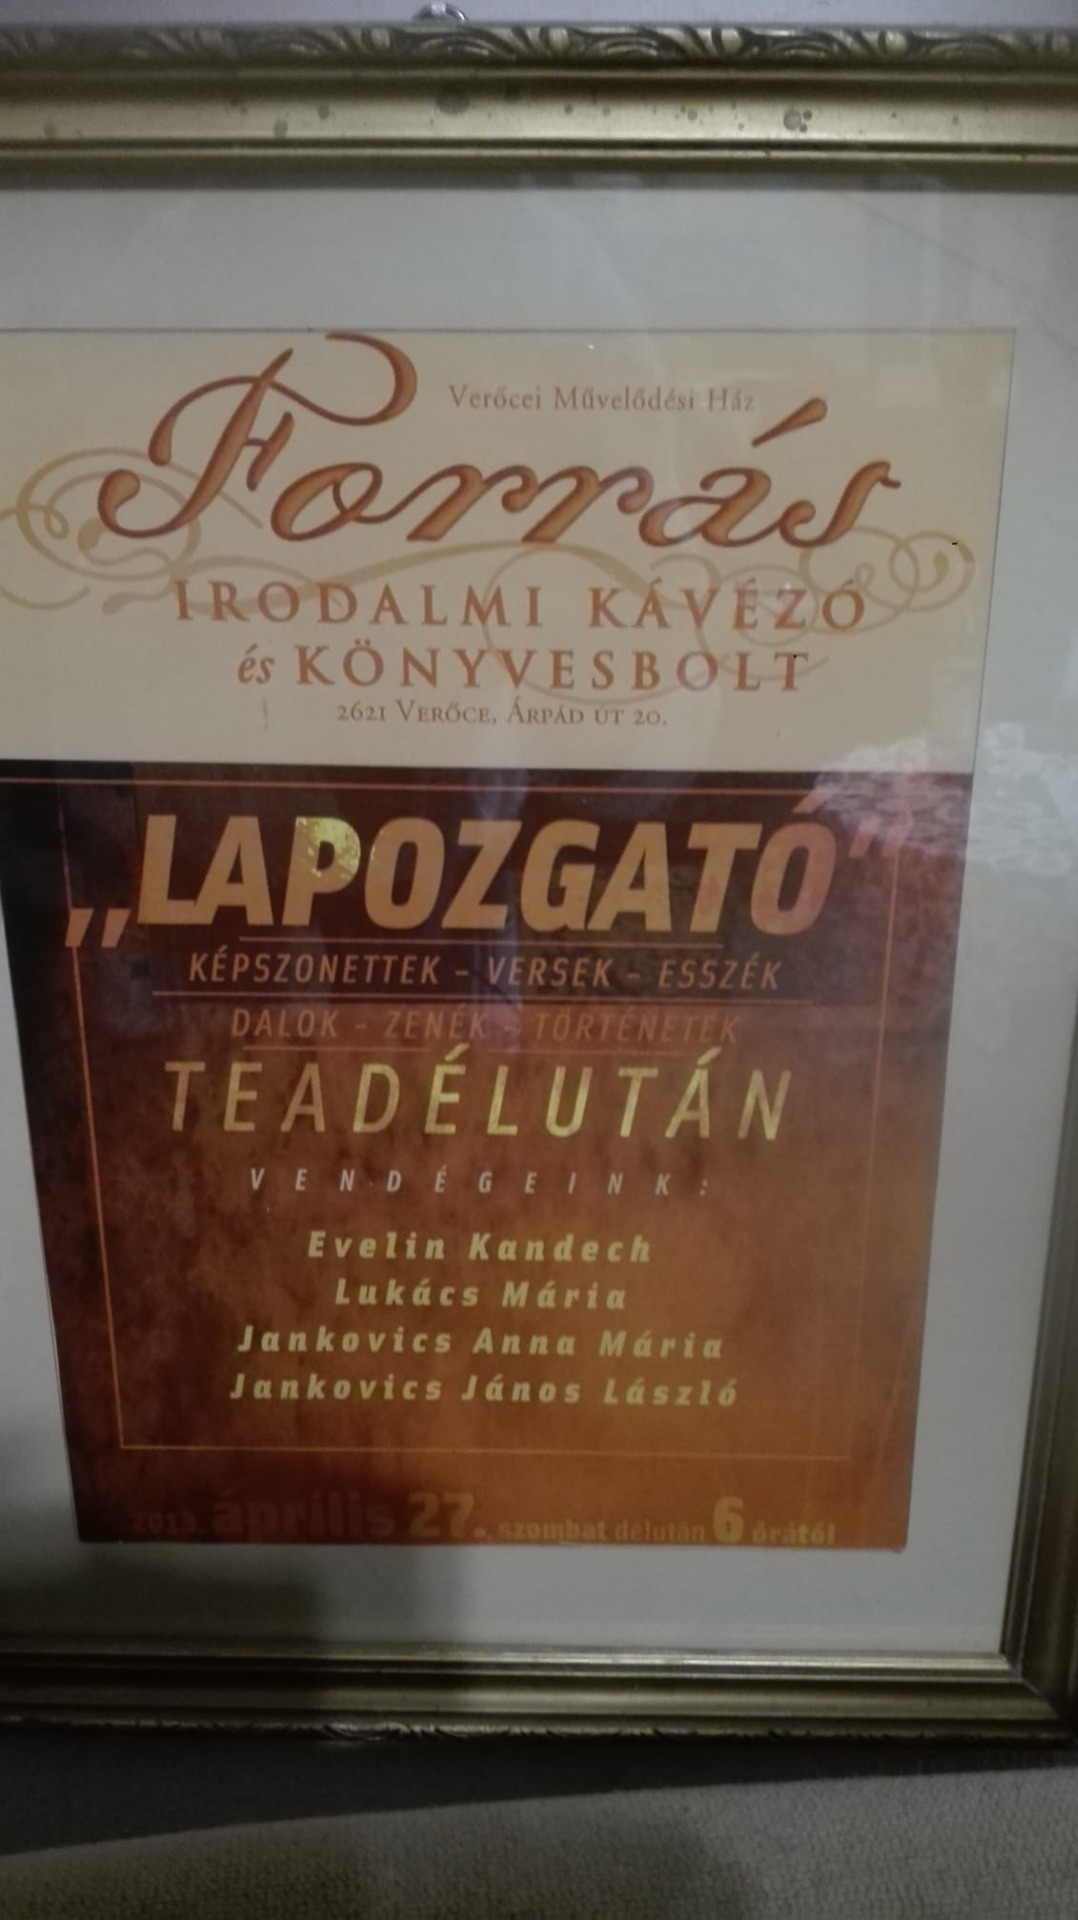 Verőcei Művelődési Ház
Forrás
IRODALMI KÁVÉZÓ
és KÖNYVESBOLT
2621 VERŐCE, ÁRPÁD ÚT 20.
„LAPOZGATÓ”
KÉPSZONETTEK - VERSEK - ESSZÉK
DALOK - ZENÉK - TÖRTÉNETEK
TEADÉLUTÁN
VENDÉGEINK:
Evelin Kandech
Lukács Mária
Jankovics Anna Mária
Jankovics János László
2013. április 27. szombat délután 6 órától